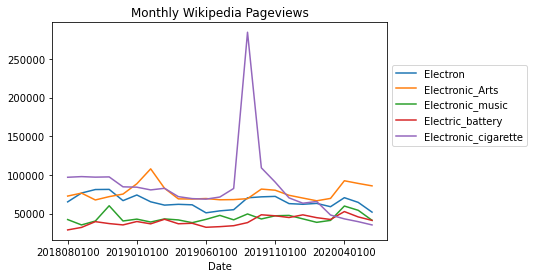 Monthly Wikipedia Pageviews
250000
200000
150000
100000
50000
2018080100 2019010100 2019060100 2019110100 2020040100
Date
Electron
Electronic_Arts
Electronic_music
Electric_battery
Electronic_cigarette